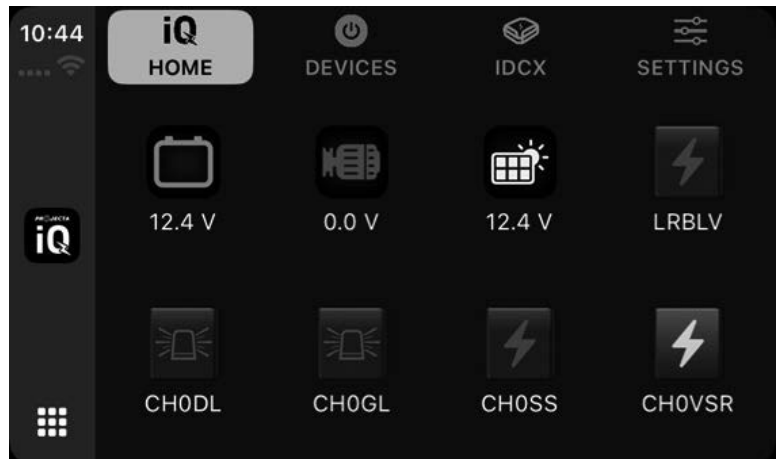 10:44
iQ
HOME
DEVICES
IDCX
SETTINGS
12.4 V
0.0 V
12.4 V
LRBLV
PROJECTA
iQ
CH0DL
CH0GL
CH0SS
CH0VSR